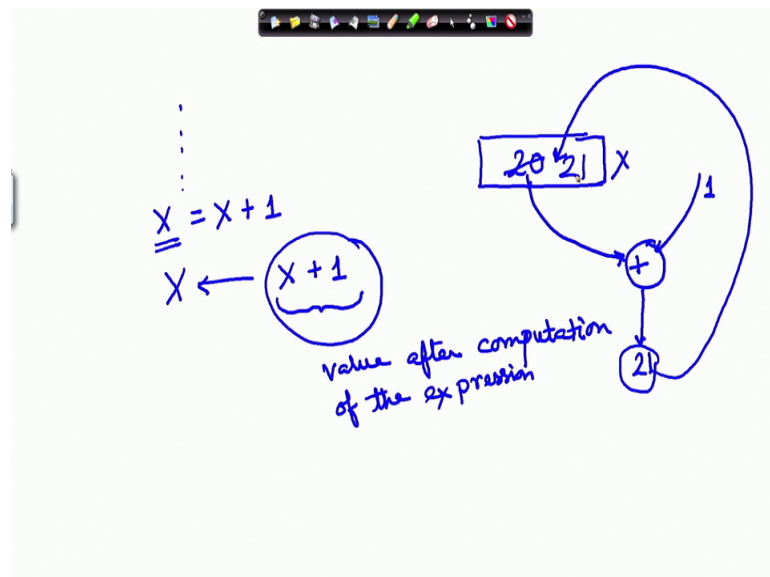 X = X + 1
X ← X + 1
value after computation
of the expression
20 21 X
1
+
21